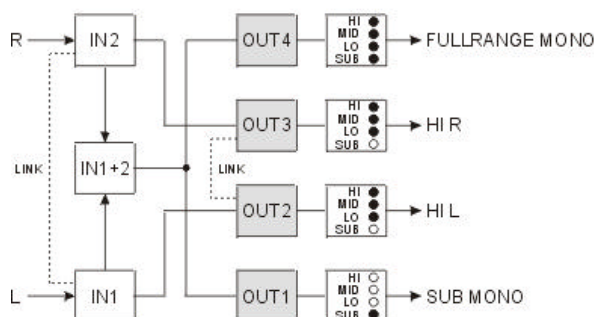 R
IN2
OUT4
HI
MID
LO
SUB
FULLRANGE MONO
OUT3
HI
MID
LO
SUB
HI R
LINK
IN1+2
LINK
OUT2
HI
MID
LO
SUB
HI L
L
IN1
OUT1
HI
MID
LO
SUB
SUB MONO